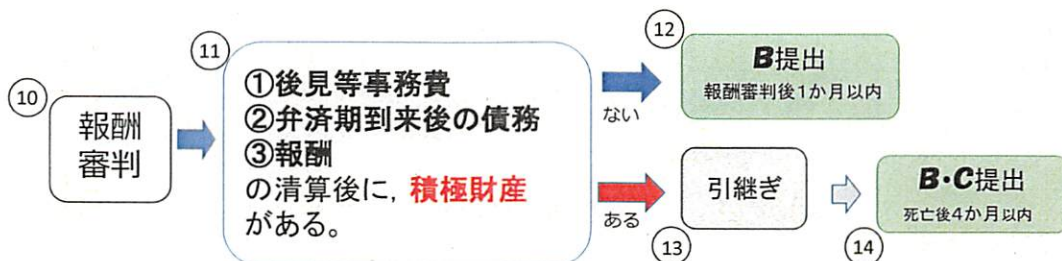 10
報酬
審判
11
①後見等事務費
②弁済期到来後の債務
③報酬
の清算後に，積極財産
がある。
ない
ある
12
B提出
報酬審判後1か月以内
13
引継ぎ
14
B・C提出
死亡後4か月以内